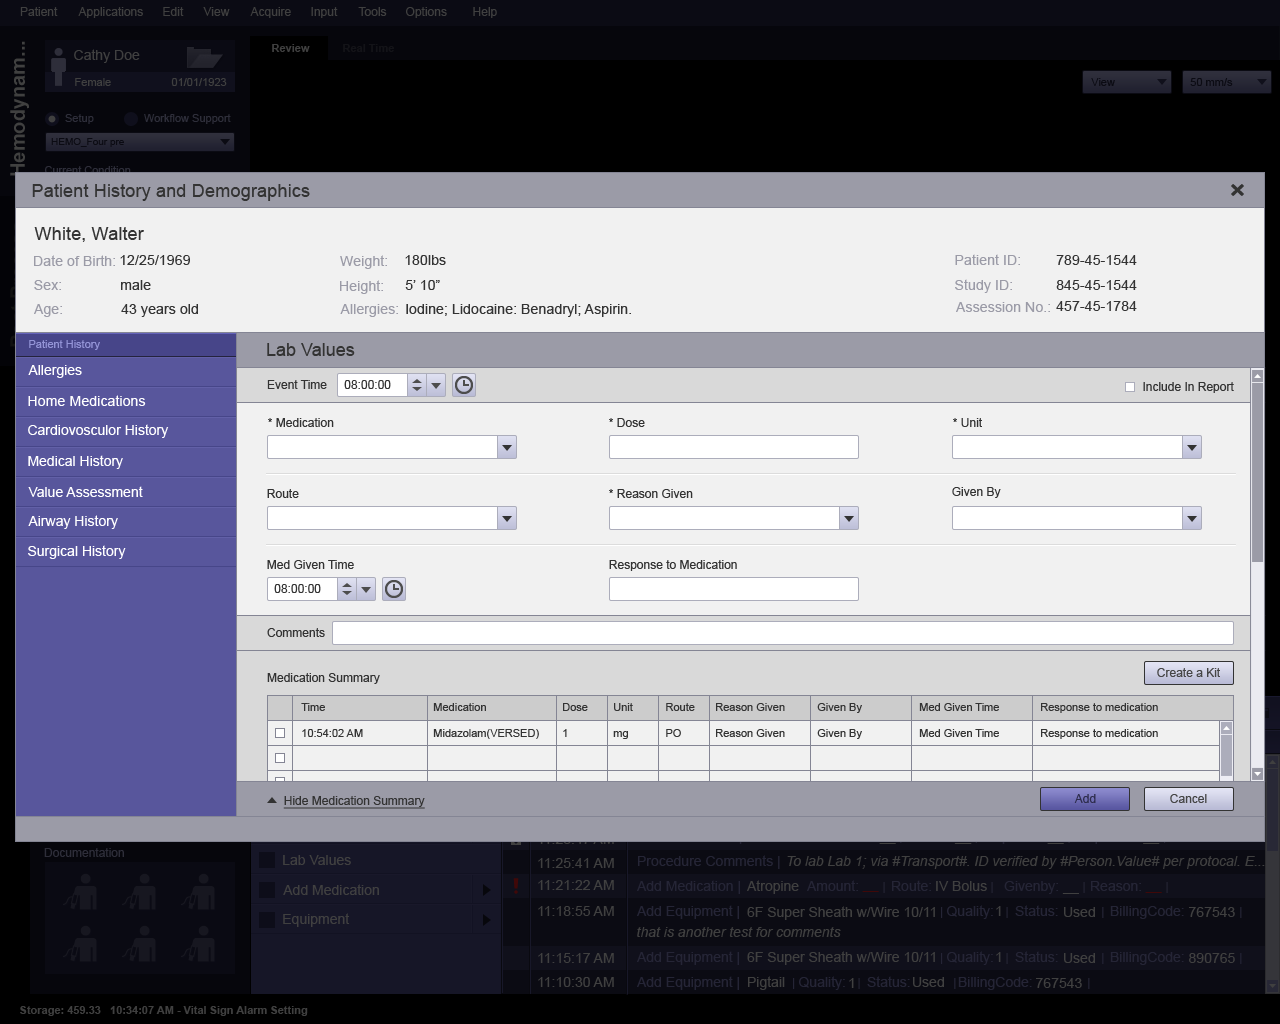 Patient Applications Edit View Acquire Input Tools Options Help
Hemodynam...
Cathy Doe
Female 01/01/1923
Review Real Time
View 50 mm/s
Setup Workflow Support
HEMO_Four pre
Current Condition
Patient History and Demographics
White, Walter
Date of Birth: 12/25/1969 Weight: 180lbs Patient ID: 789-45-1544
Sex: male Height: 5’ 10” Study ID: 845-45-1544
Age: 43 years old Allergies: Iodine; Lidocaine: Benadryl; Aspirin. Assession No.: 457-45-1784
Patient History
Allergies
Home Medications
Cardiovosculor History
Medical History
Value Assessment
Airway History
Surgical History
Lab Values
Event Time 08:00:00 Include In Report
* Medication * Dose * Unit
Route * Reason Given Given By
Med Given Time Response to Medication
08:00:00
Comments
Medication Summary Create a Kit
Time Medication Dose Unit Route Reason Given Given By Med Given Time Response to medication
10:54:02 AM Midazolam(VERSED) 1 mg PO Reason Given Given By Med Given Time Response to medication
Hide Medication Summary Add Cancel
Documentation
Lab Values
Add Medication
Equipment
11:25:41 AM Procedure Comments | To lab Lab 1; via #Transport#. ID verified by #Person.Value# per protocal. E...
11:21:22 AM Add Medication | Atropine Amount: __ | Route: IV Bolus | Givenby: __ | Reason: __ |
11:18:55 AM Add Equipment | 6F Super Sheath w/Wire 10/11 | Quality: 1 | Status: Used | BillingCode: 767543 |
that is another test for comments
11:15:17 AM Add Equipment | 6F Super Sheath w/Wire 10/11 | Quality: 1 | Status: Used | BillingCode: 890765 |
11:10:30 AM Add Equipment | Pigtail | Quality: 1 | Status: Used | BillingCode: 767543 |
Storage: 459.33 10:34:07 AM - Vital Sign Alarm Setting